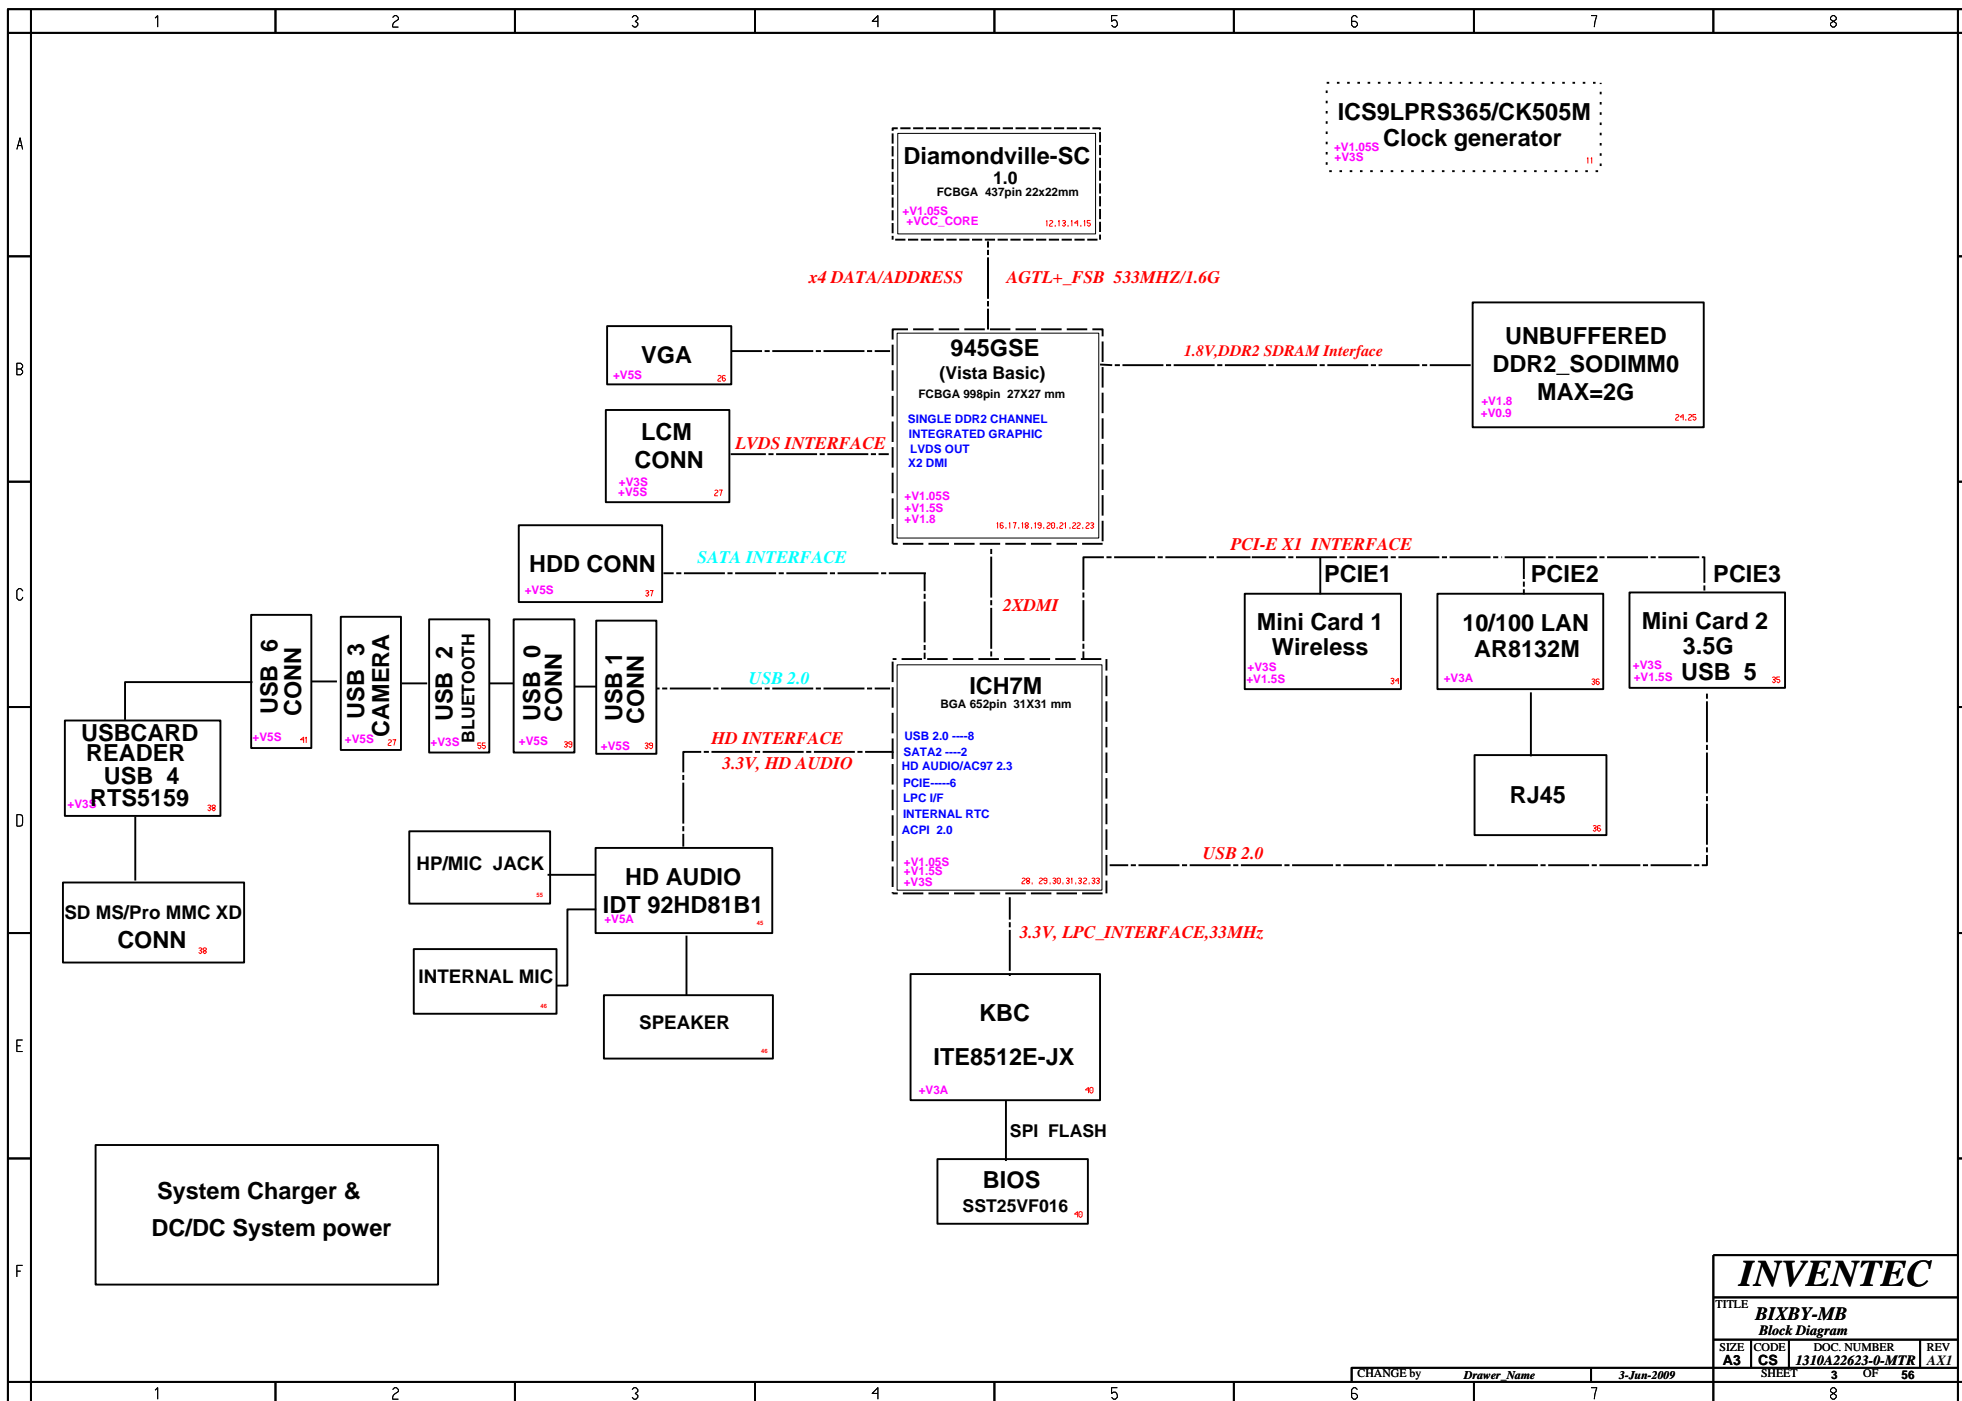 1 2 3 4 5 6 7 8
A
B
C
D
E
F
ICS9LPRS365/CK505M
Clock generator
+V1.05S
+V3S
11
Diamondville-SC
1.0
FCBGA 437pin 22x22mm
+V1.05S
+VCC_CORE
12.13.14.15
x4 DATA/ADDRESS
AGTL+_FSB 533MHZ/1.6G
VGA
+V5S
26
945GSE
(Vista Basic)
FCBGA 998pin 27X27 mm
SINGLE DDR2 CHANNEL
INTEGRATED GRAPHIC
LVDS OUT
X2 DMI
+V1.05S
+V1.5S
+V1.8
16.17.18.19.20.21.22.23
1.8V,DDR2 SDRAM Interface
UNBUFFERED
DDR2_SODIMM0
MAX=2G
+V1.8
+V0.9
24.25
LCM
CONN
+V3S
+V5S
27
LVDS INTERFACE
HDD CONN
+V5S
37
SATA INTERFACE
2XDMI
PCI-E X1 INTERFACE
PCIE1
PCIE2
PCIE3
Mini Card 1
Wireless
+V3S
+V1.5S
34
10/100 LAN
AR8132M
+V3A
36
Mini Card 2
3.5G
USB 5
+V3S
+V1.5S
35
USB 6
CONN
+V5S
41
USB 3
CAMERA
+V5S
27
USB 2
BLUETOOTH
+V3S
55
USB 0
CONN
+V5S
39
USB 1
CONN
+V5S
39
USB 2.0
ICH7M
BGA 652pin 31X31 mm
USB 2.0 ----8
SATA2 ----2
HD AUDIO/AC97 2.3
PCIE-----6
LPC I/F
INTERNAL RTC
ACPI 2.0
+V1.05S
+V1.5S
+V3S
28. 29.30.31.32.33
USBCARD
READER
USB 4
RTS5159
+V3S
38
HD INTERFACE
3.3V, HD AUDIO
RJ45
36
USB 2.0
HP/MIC JACK
55
HD AUDIO
IDT 92HD81B1
+V5A
45
SD MS/Pro MMC XD
CONN
38
INTERNAL MIC
46
SPEAKER
46
3.3V, LPC_INTERFACE,33MHz
KBC
ITE8512E-JX
+V3A
40
SPI FLASH
BIOS
SST25VF016
40
System Charger &
DC/DC System power
INVENTEC
TITLE
BIXBY-MB
Block Diagram
SIZE CODE DOC. NUMBER REV
A3 CS 1310A22623-0-MTR AX1
CHANGE by Drawer_Name 3-Jun-2009 SHEET 3 OF 56
1 2 3 4 5 6 7 8